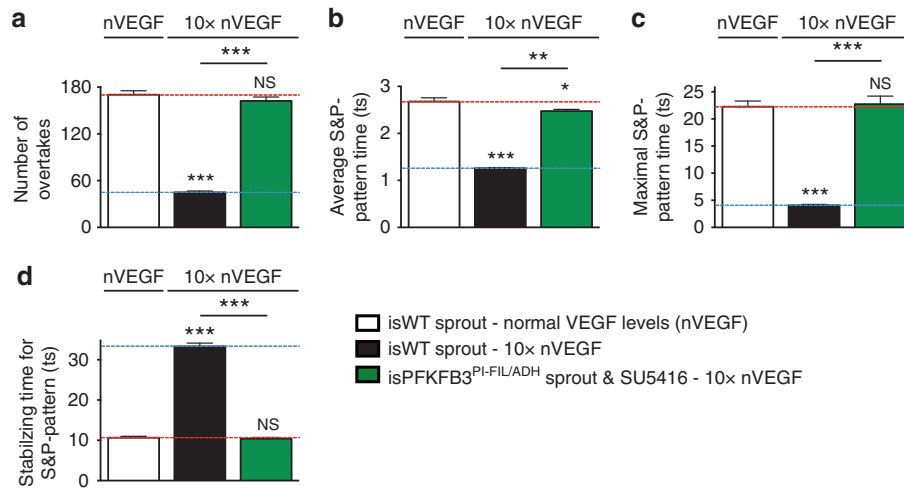 a
nVEGF 10× nVEGF
***
NS
***
180
120
60
0
Number of
overtakes
b
nVEGF 10× nVEGF
**
*
***
3
2
1
0
Average S&P-
pattern time (ts)
c
nVEGF 10× nVEGF
***
NS
***
25
20
15
10
5
0
Maximal S&P-
pattern time (ts)
d
nVEGF 10× nVEGF
***
***
NS
30
20
10
0
Stabilzing time for
S&P-pattern (ts)
isWT sprout - normal VEGF levels (nVEGF)
isWT sprout - 10× nVEGF
isPFKFB3PI-FIL/ADH sprout & SU5416 - 10× nVEGF